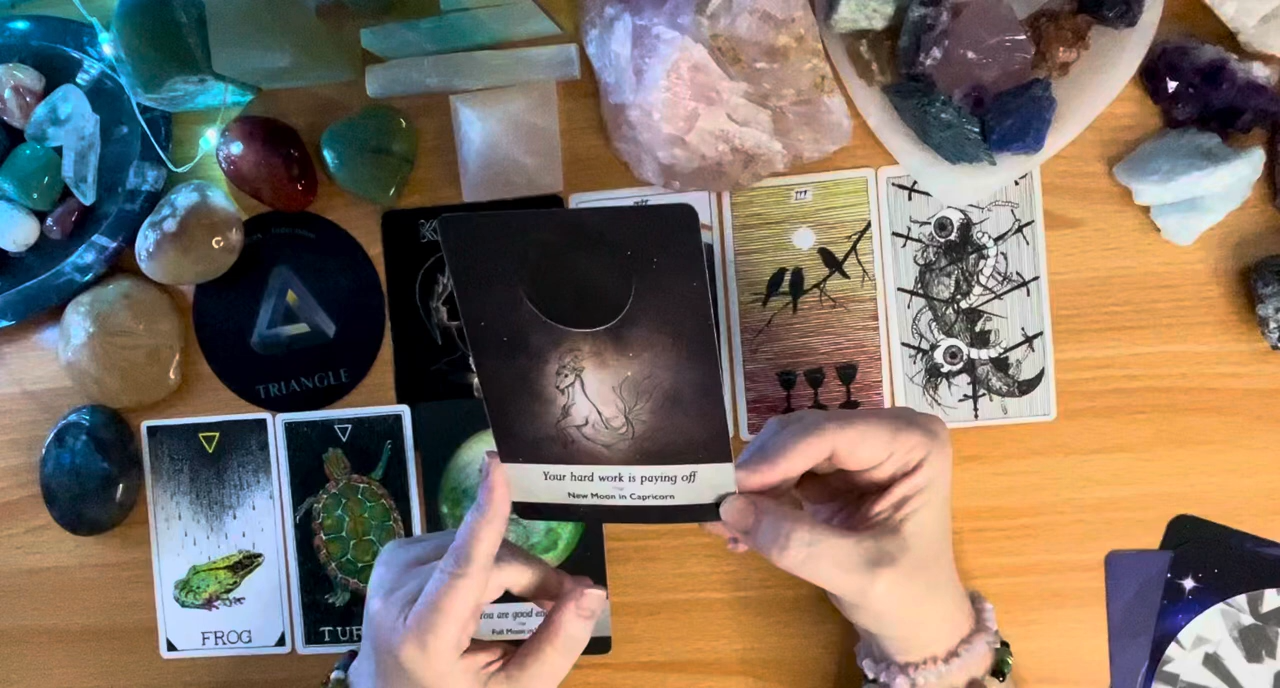 III
TRIANGLE
Your hard work is paying off
New Moon in Capricorn
FROG
TUR
You are good en
Full Moon in